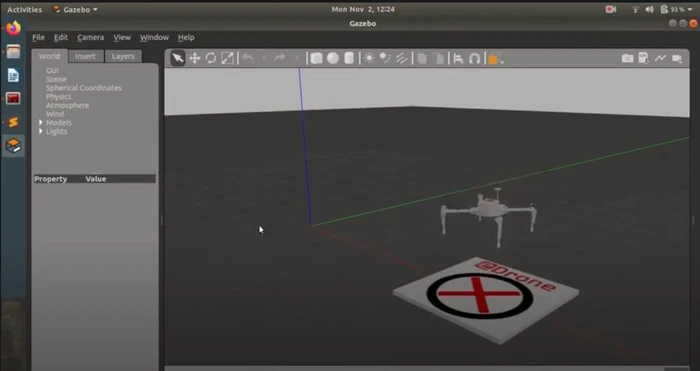 Activities
Gazebo
Mon Nov 2, 12:24
93 %
Gazebo
File Edit Camera View Window Help
World Insert Layers
GUI
Scene
Spherical Coordinates
Physics
Atmosphere
Wind
Models
Lights
Property Value
@Drone